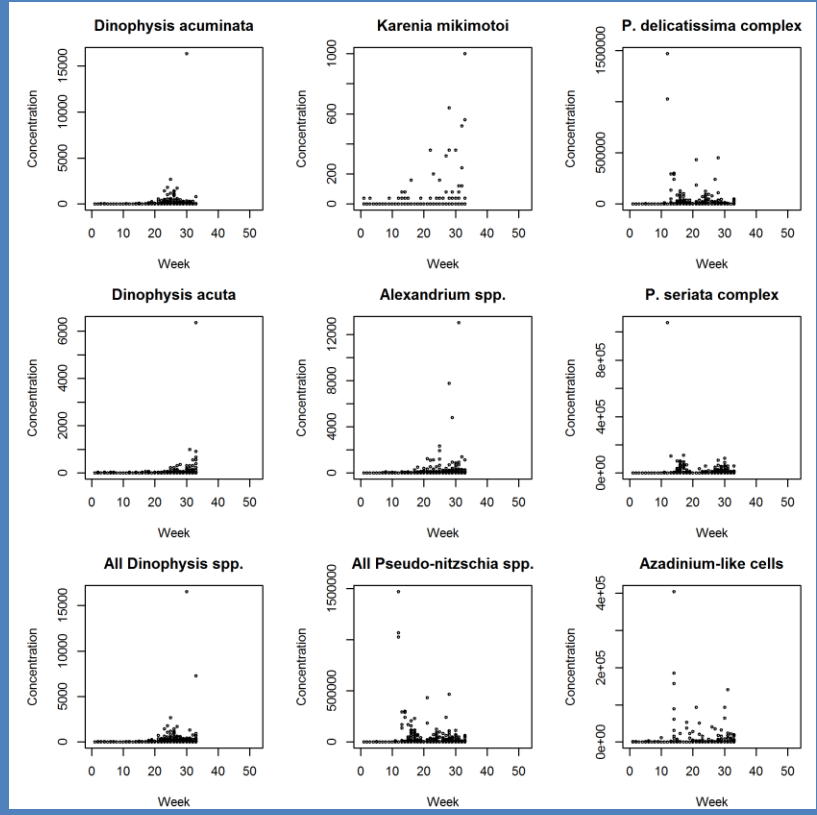 Dinophysis acuminata
Concentration
15000
10000
5000
0
0 10 20 30 40 50
Week
Karenia mikimotoi
Concentration
1000
600
200
0
0 10 20 30 40 50
Week
P. delicatissima complex
Concentration
1500000
500000
0
0 10 20 30 40 50
Week
Dinophysis acuta
Concentration
6000
4000
2000
0
0 10 20 30 40 50
Week
Alexandrium spp.
Concentration
12000
8000
4000
0
0 10 20 30 40 50
Week
P. seriata complex
Concentration
8e+05
4e+05
0e+00
0 10 20 30 40 50
Week
All Dinophysis spp.
Concentration
15000
10000
5000
0
0 10 20 30 40 50
Week
All Pseudo-nitzschia spp.
Concentration
1500000
500000
0
0 10 20 30 40 50
Week
Azadinium-like cells
Concentration
4e+05
2e+05
0e+00
0 10 20 30 40 50
Week